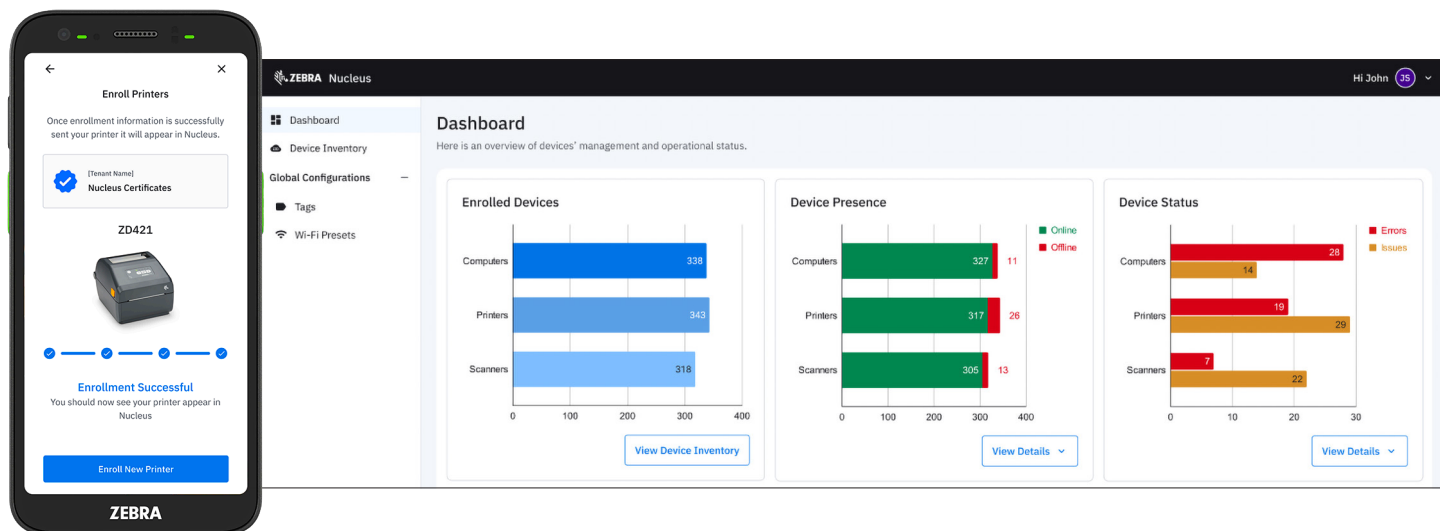 Enroll Printers
Once enrollment information is successfully
sent your printer it will appear in Nucleus.
[Tenant Name]
Nucleus Certificates
ZD421
Enrollment Successful
You should now see your printer appear in
Nucleus
Enroll New Printer
ZEBRA
ZEBRA Nucleus
Hi John JS
Dashboard
Device Inventory
Global Configurations
Tags
Wi-Fi Presets
Dashboard
Here is an overview of devices' management and operational status.
Enrolled Devices
Computers 338
Printers 343
Scanners 318
0 100 200 300 400
View Device Inventory
Device Presence
Online
Offline
Computers 327 11
Printers 317 26
Scanners 305 13
0 100 200 300 400
View Details
Device Status
Errors
Issues
Computers 28
14
Printers 19
29
Scanners 7
22
0 10 20 30
View Details